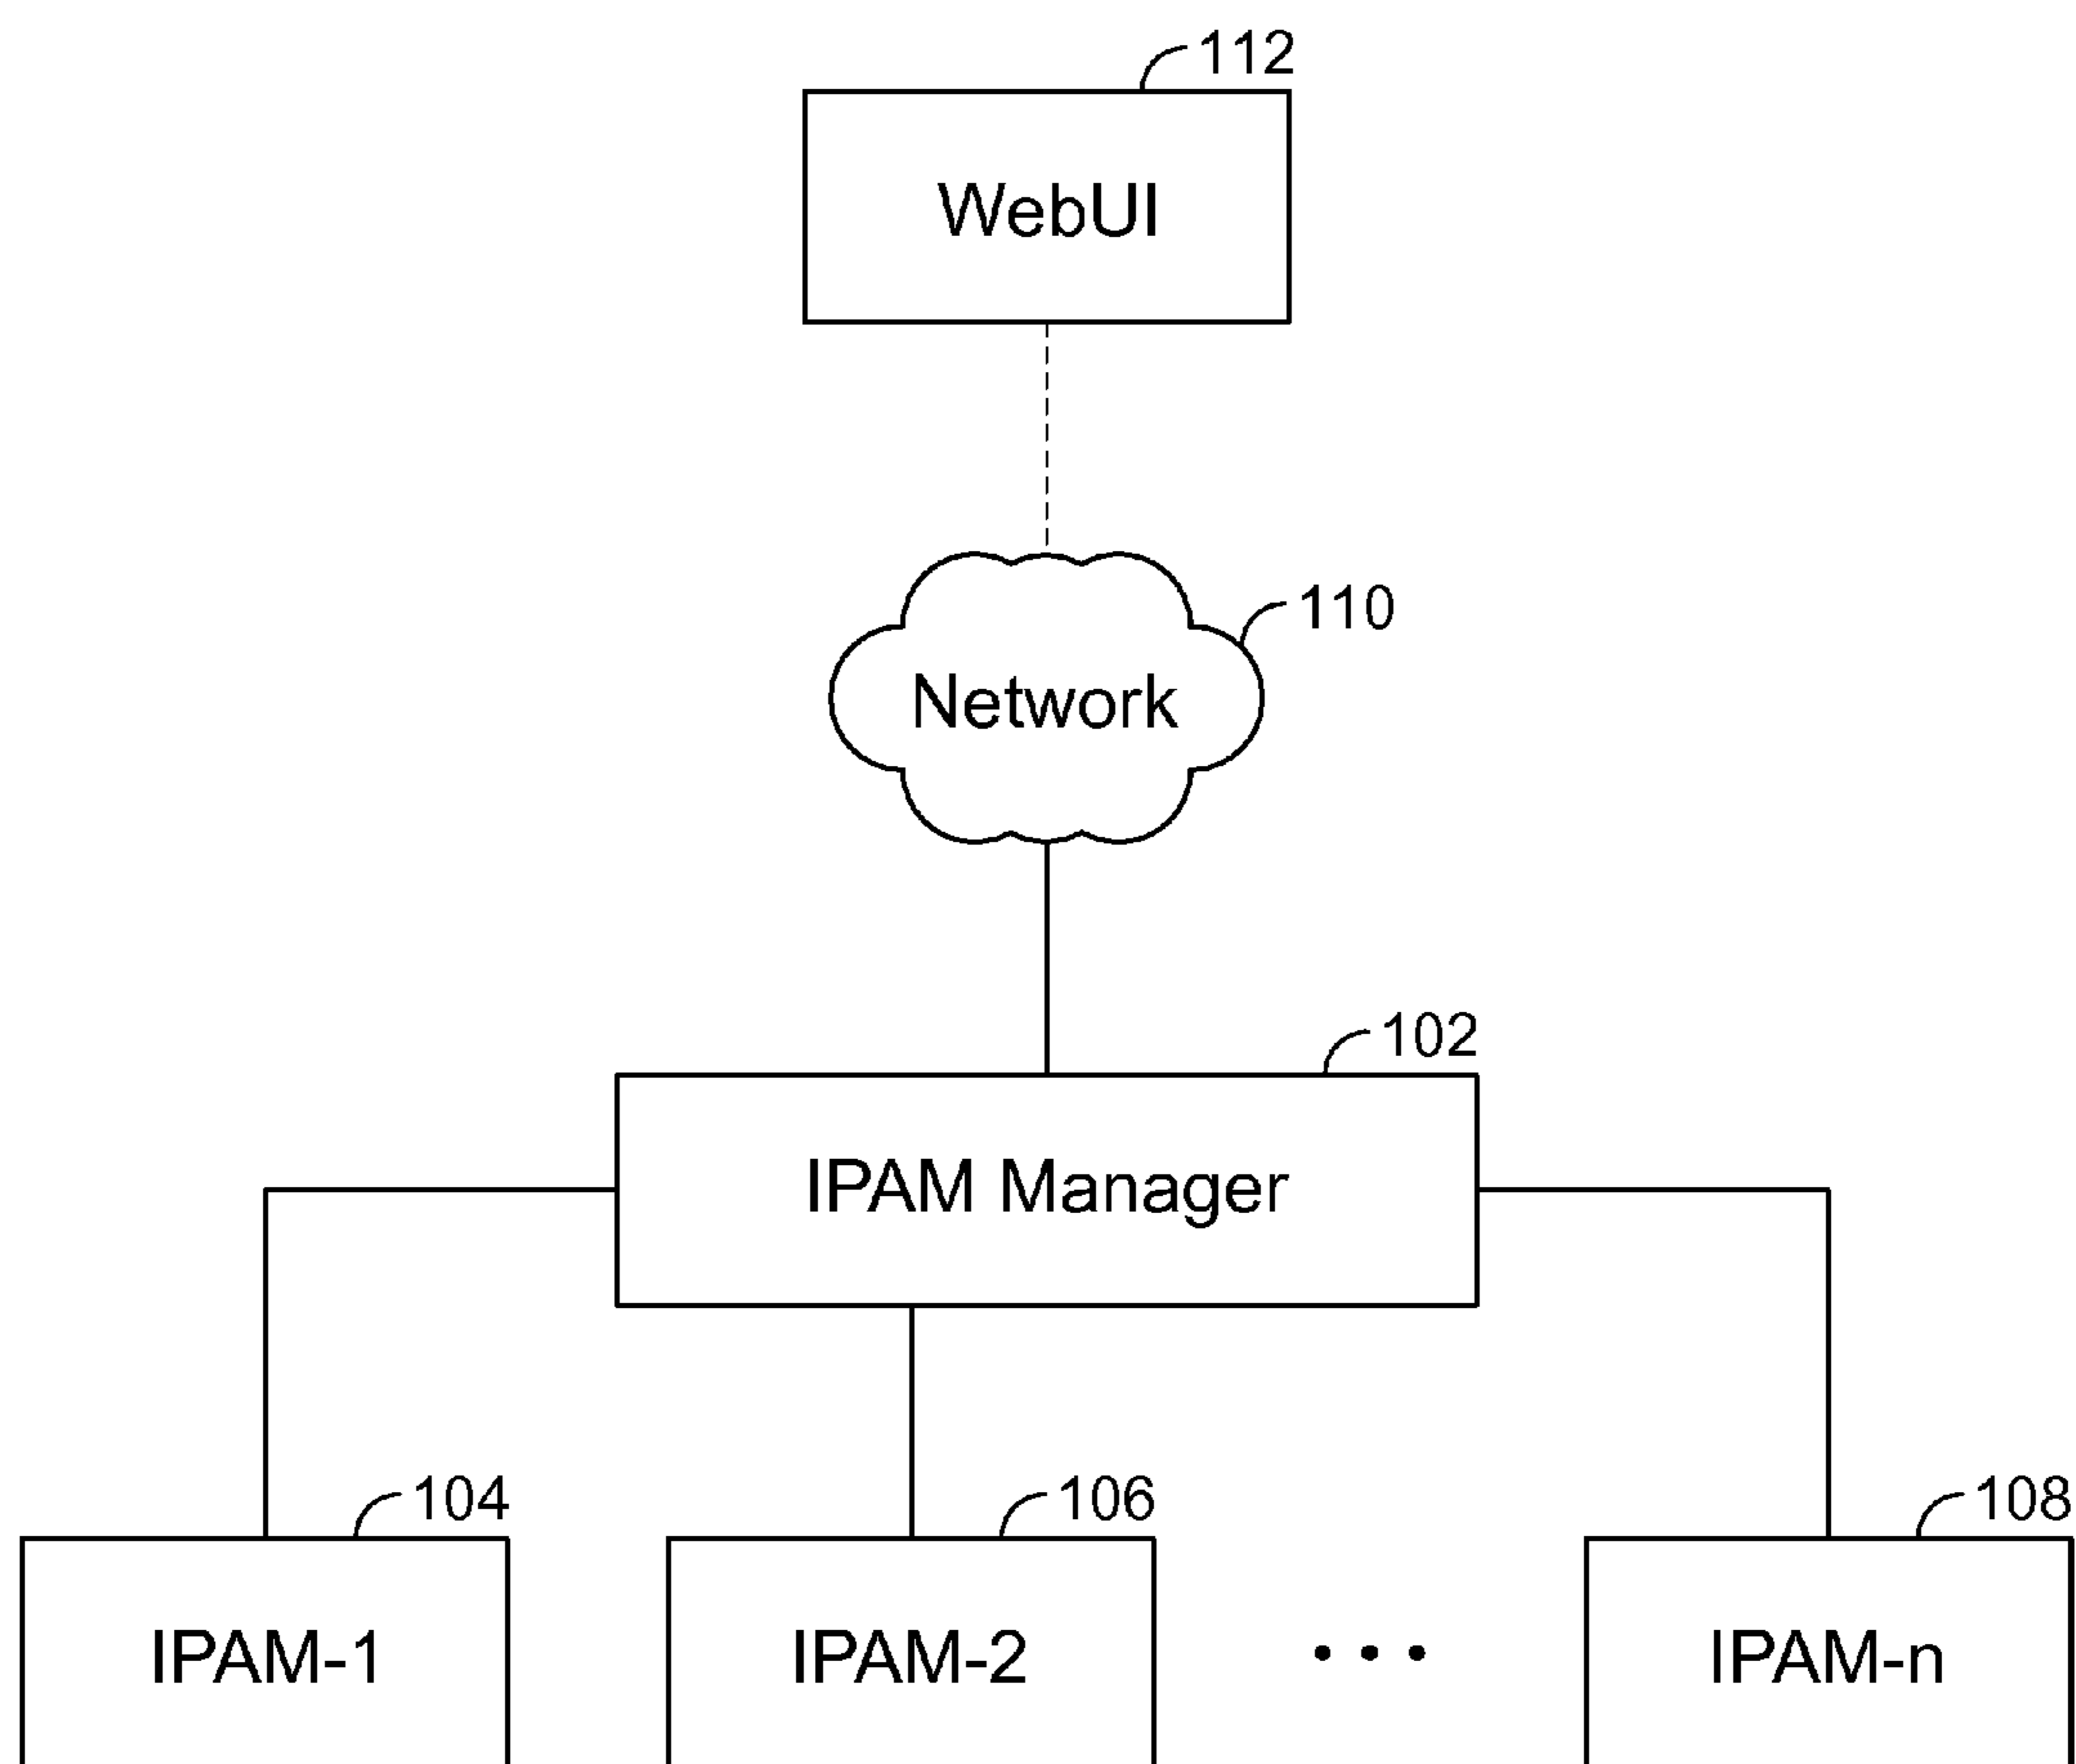 112
WebUI
110
Network
102
IPAM Manager
104
106
108
IPAM-1
IPAM-2
• • •
IPAM-n